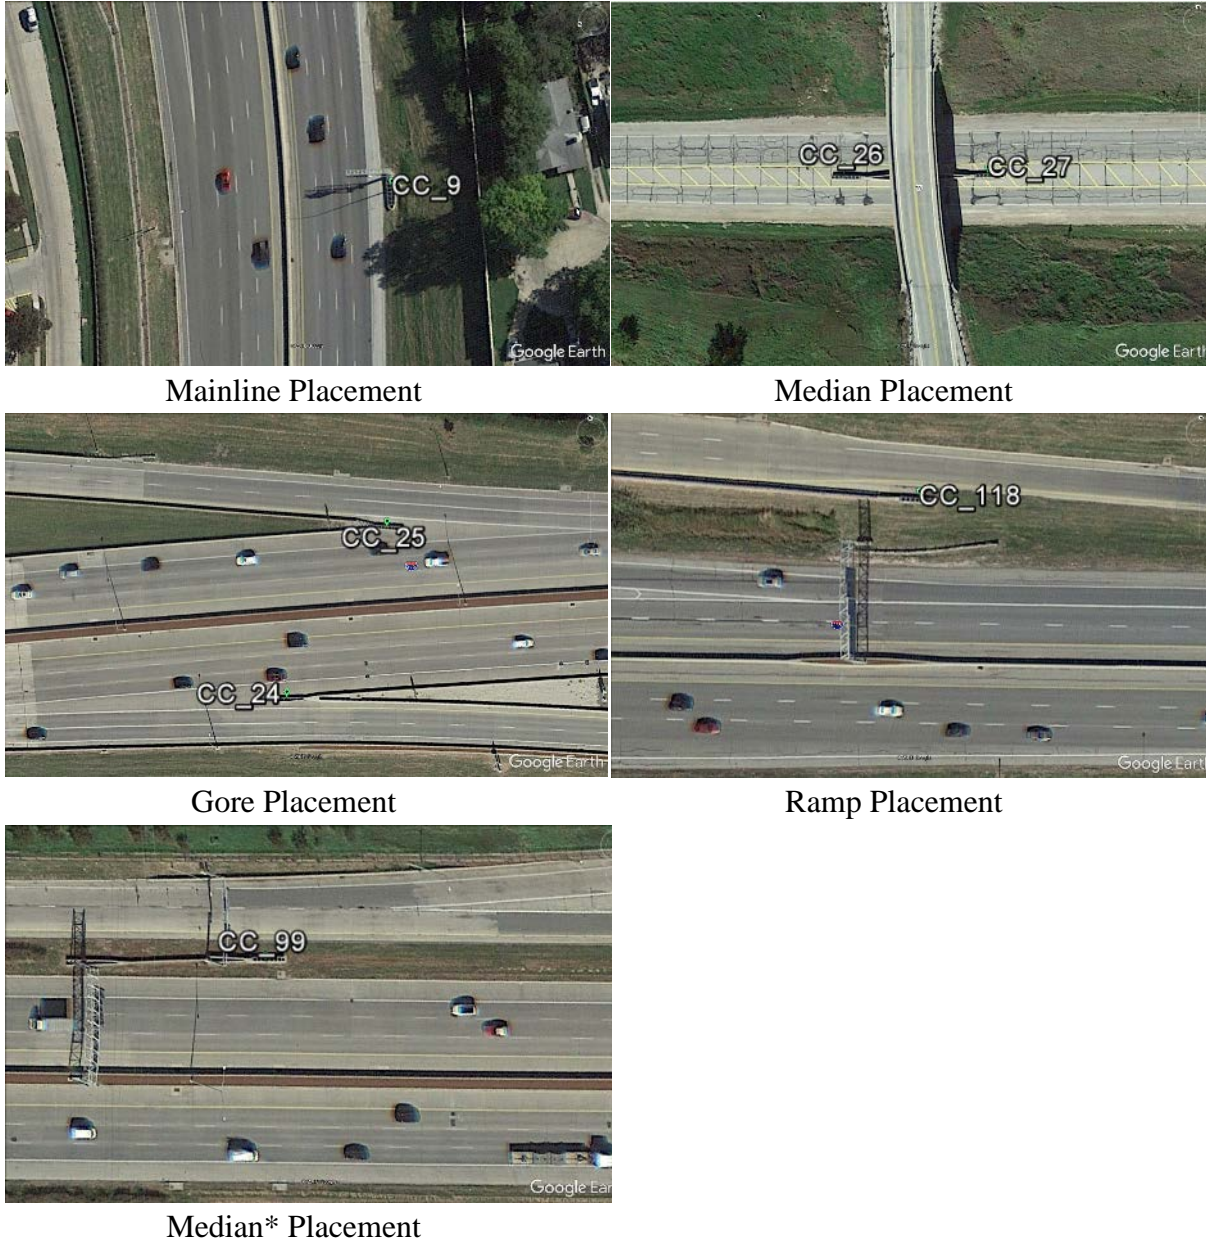 CC_9
Google Earth
CC_26
CC_27
Google Earth
Mainline Placement
Median Placement
CC_25
CC_24
Google Earth
CC_118
Google Earth
Gore Placement
Ramp Placement
CC_99
Google Ear
Median* Placement